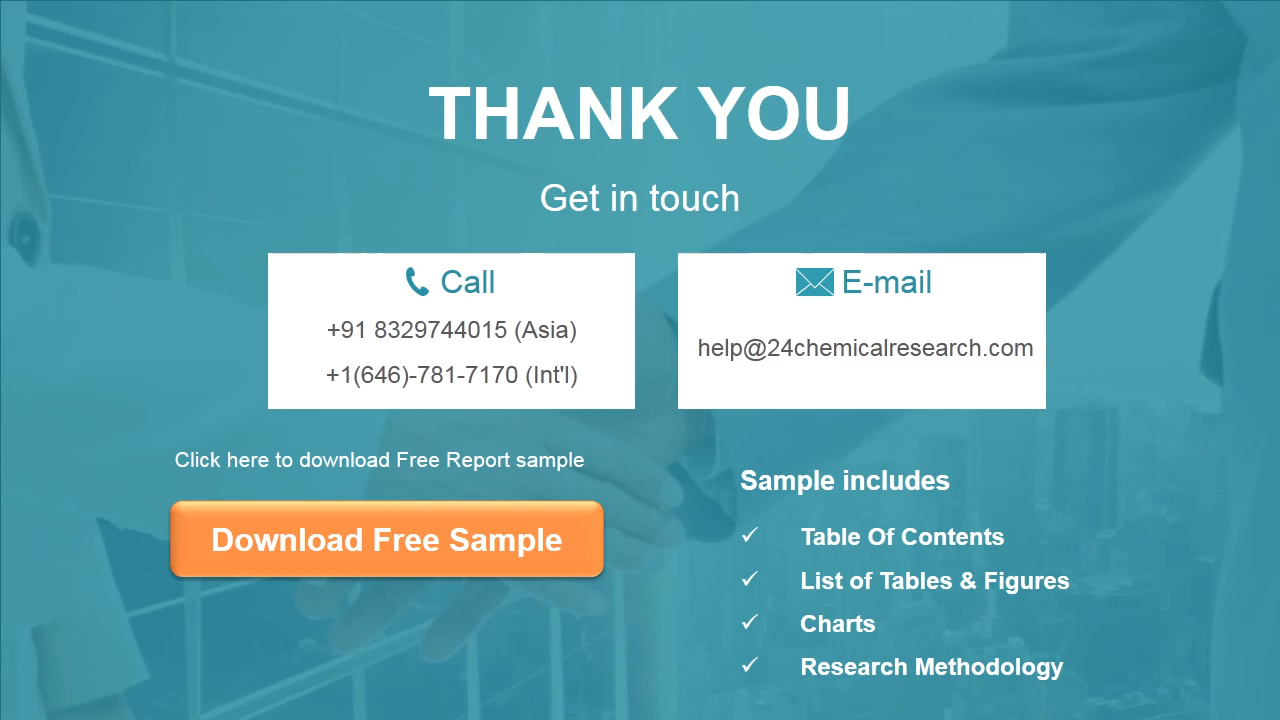 THANK YOU
Get in touch
Call
+91 8329744015 (Asia)
+1(646)-781-7170 (Int'l)
E-mail
help@24chemicalresearch.com
Click here to download Free Report sample
Download Free Sample
Sample includes
✓ Table Of Contents
✓ List of Tables & Figures
✓ Charts
✓ Research Methodology